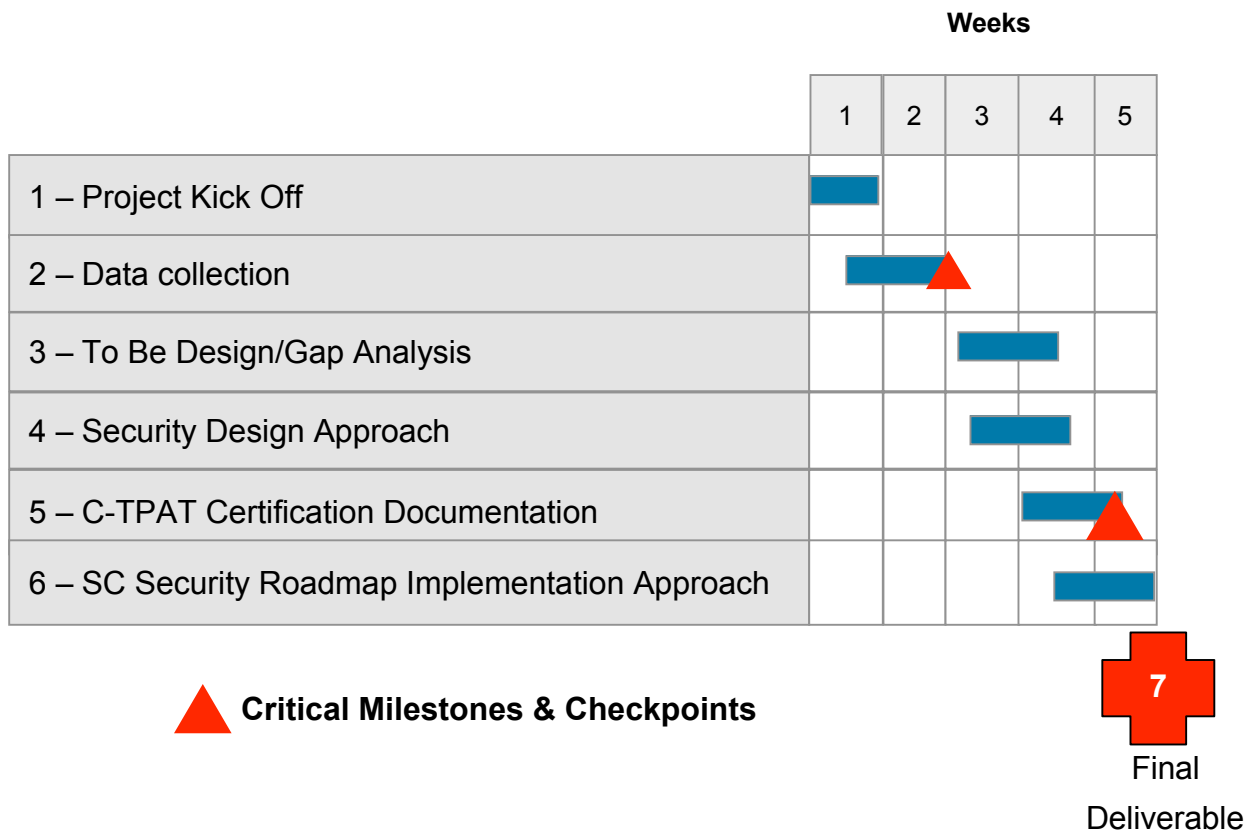 Weeks
1 2 3 4 5
1 – Project Kick Off
2 – Data collection
3 – To Be Design/Gap Analysis
4 – Security Design Approach
5 – C-TPAT Certification Documentation
6 – SC Security Roadmap Implementation Approach
7
Critical Milestones & Checkpoints
Final
Deliverable